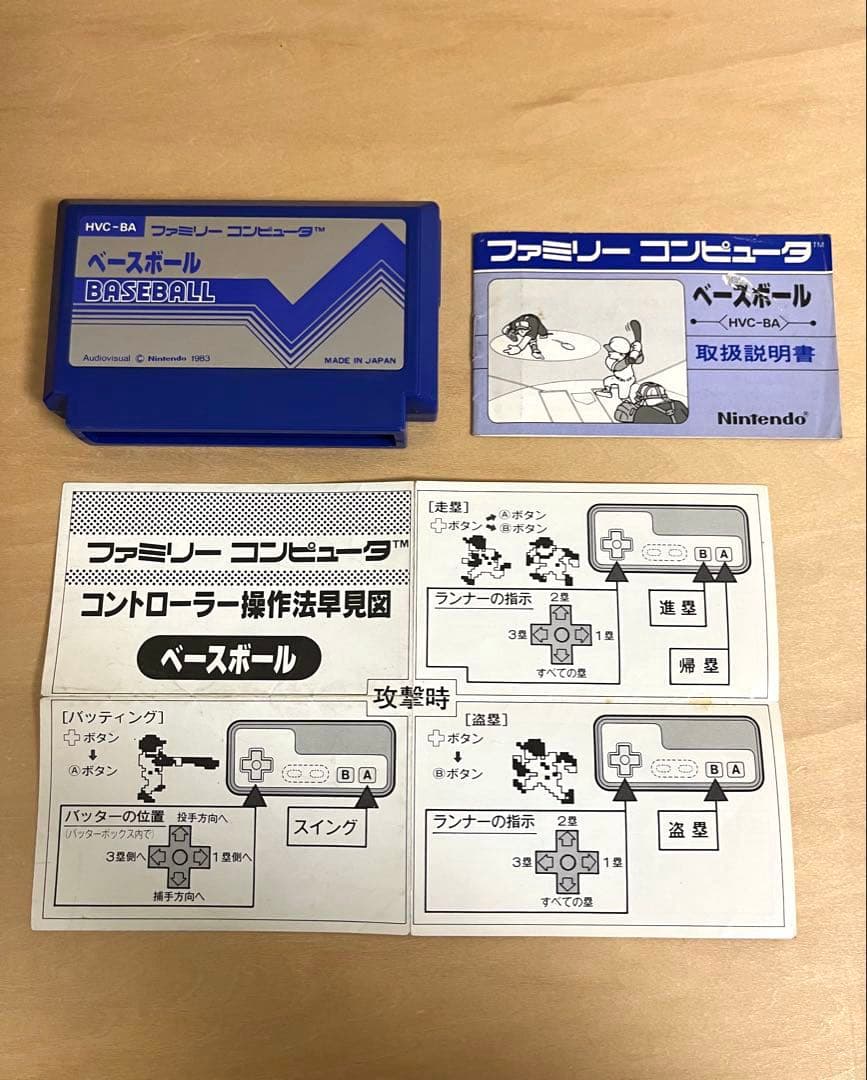 HVC-BA ファミリー コンピュータ™
ベースボール
BASEBALL
Audiovisual © Nintendo 1983
MADE IN JAPAN
ファミリー コンピュータ™
ベースボール
HVC-BA
取扱説明書
Nintendo®
ファミリー コンピュータ™
コントローラー操作法早見図
ベースボール
[走塁]
ボタン
Ⓐボタン
Ⓑボタン
B A
ランナーの指示
2塁
3塁
1塁
すべての塁
進塁
帰塁
攻撃時
[バッティング]
ボタン
Ⓐボタン
B A
バッターの位置
(バッターボックス内で)
投手方向へ
3塁側へ
1塁側へ
捕手方向へ
スイング
[盗塁]
ボタン
Ⓑボタン
B A
ランナーの指示
2塁
3塁
1塁
すべての塁
盗塁